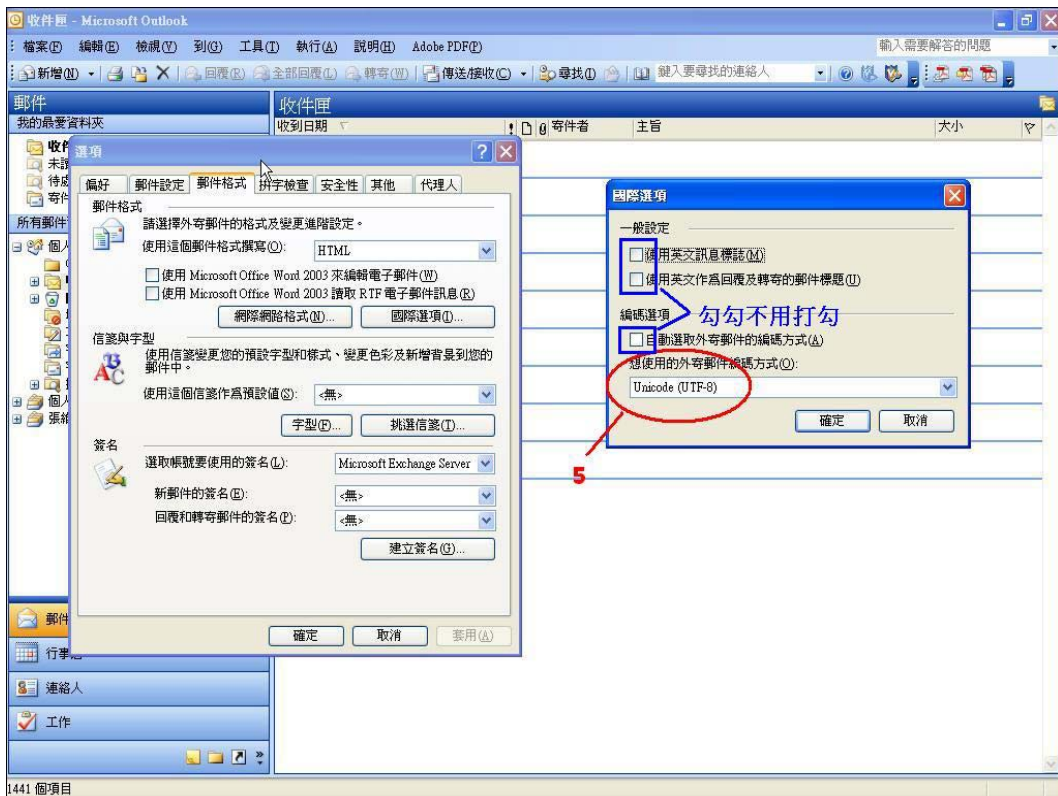 收件匣 - Microsoft Outlook
檔案(F) 編輯(E) 檢視(V) 到(G) 工具(T) 執行(A) 說明(H) Adobe PDF(P)
輸入需要解答的問題
新增(N) 回覆(R) 全部回覆(L) 轉寄(W) 傳送/接收(C) 尋找(I) 鍵入要尋找的連絡人
郵件
收件匣
我的最愛資料夾
收到日期 寄件者 主旨 大小
收件
未讀
待處
寄件
所有郵件
個人
個人
張維
郵件
行事
連絡人
工作
1441 個項目
選項
偏好 郵件設定 郵件格式 拼字檢查 安全性 其他 代理人
郵件格式
請選擇外寄郵件的格式及變更進階設定。
使用這個郵件格式撰寫(O): HTML
使用 Microsoft Office Word 2003 來編輯電子郵件(W)
使用 Microsoft Office Word 2003 讀取 RTF 電子郵件訊息(R)
網際網路格式(N)... 國際選項(I)...
信箋與字型
使用信箋變更您的預設字型和樣式、變更色彩及新增背景到您的
郵件中。
使用這個信箋作為預設值(S): <無>
字型(F)... 挑選信箋(T)...
簽名
選取帳號要使用的簽名(L): Microsoft Exchange Server
新郵件的簽名(E): <無>
回覆和轉寄郵件的簽名(P): <無>
建立簽名(G)...
確定 取消 套用(A)
國際選項
一般設定
使用英文訊息標誌(M)
使用英文作為回覆及轉寄的郵件標題(U)
編碼選項
勾勾不用打勾
自動選取外寄郵件的編碼方式(A)
想使用的外寄郵件編碼方式(O):
Unicode (UTF-8)
確定 取消
5